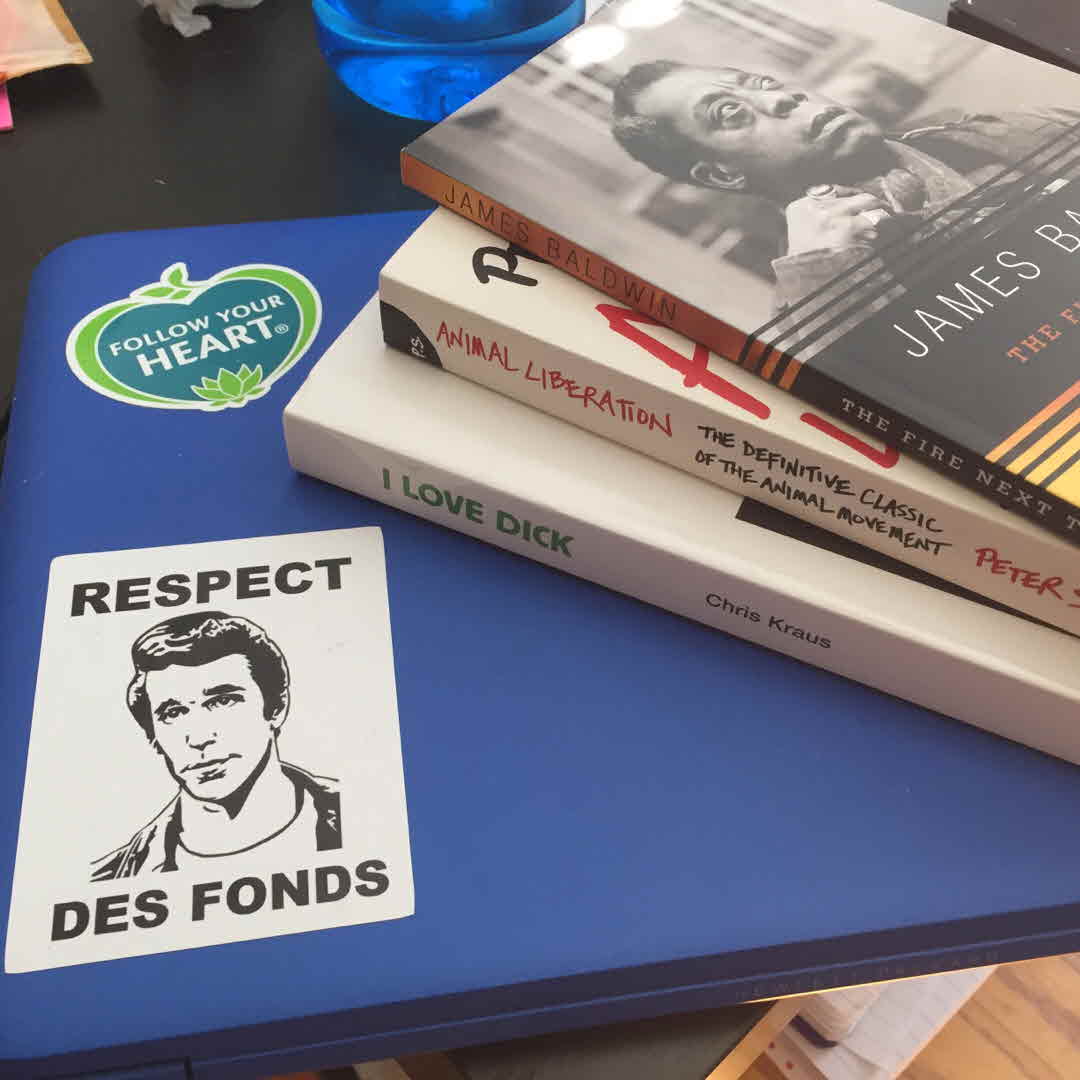 FOLLOW YOUR
HEART®
RESPECT
DES FONDS
JAMES BALDWIN
THE FIRE NEXT
JAMES
THE
P.S.
ANIMAL LIBERATION
THE DEFINITIVE CLASSIC
OF THE ANIMAL MOVEMENT
PETER
I LOVE DICK
Chris Kraus